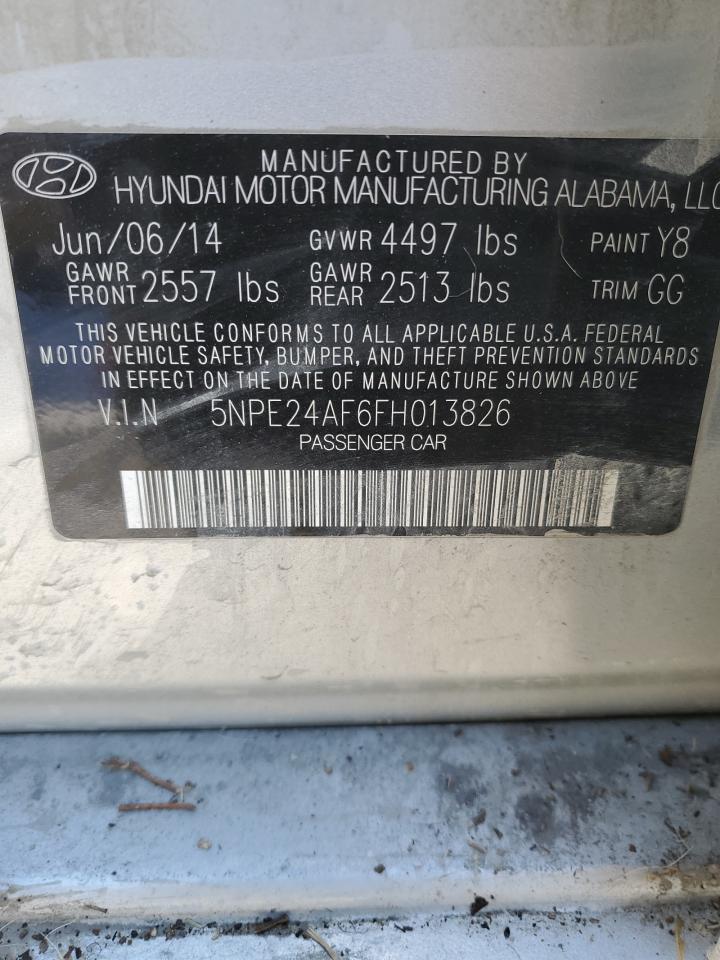 MANUFACTURED BY
HYUNDAI MOTOR MANUFACTURING ALABAMA, LLC
Jun/06/14 GVWR 4497 lbs PAINT Y8
GAWR FRONT 2557 lbs GAWR REAR 2513 lbs TRIM GG
THIS VEHICLE CONFORMS TO ALL APPLICABLE U.S.A. FEDERAL
MOTOR VEHICLE SAFETY, BUMPER, AND THEFT PREVENTION STANDARDS
IN EFFECT ON THE DATE OF MANUFACTURE SHOWN ABOVE
V.I.N 5NPE24AF6FH013826
PASSENGER CAR